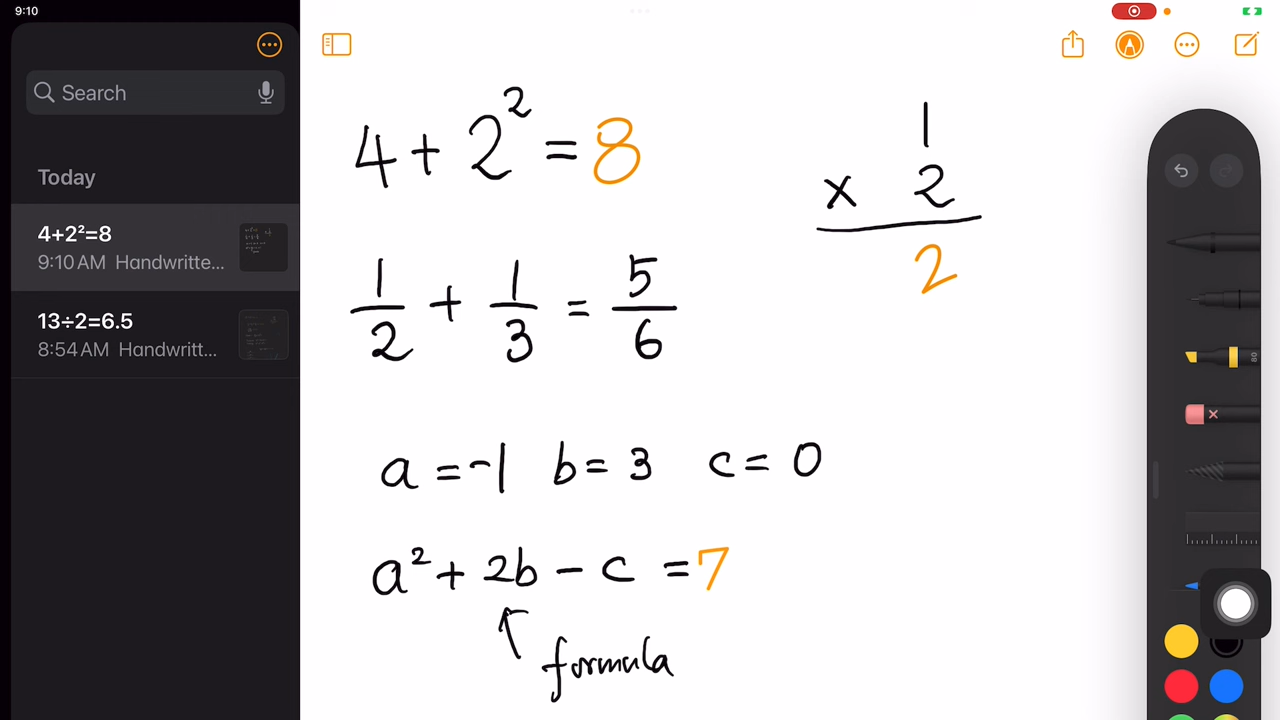 9:10
Search
Today
4+2²=8
9:10 AM Handwritte...
13÷2=6.5
8:54 AM Handwritt...
4 + 2² = 8
1
x 2
2
1/2 + 1/3 = 5/6
a = -1 b = 3 c = 0
a² + 2b - c = 7
↑ formula
80